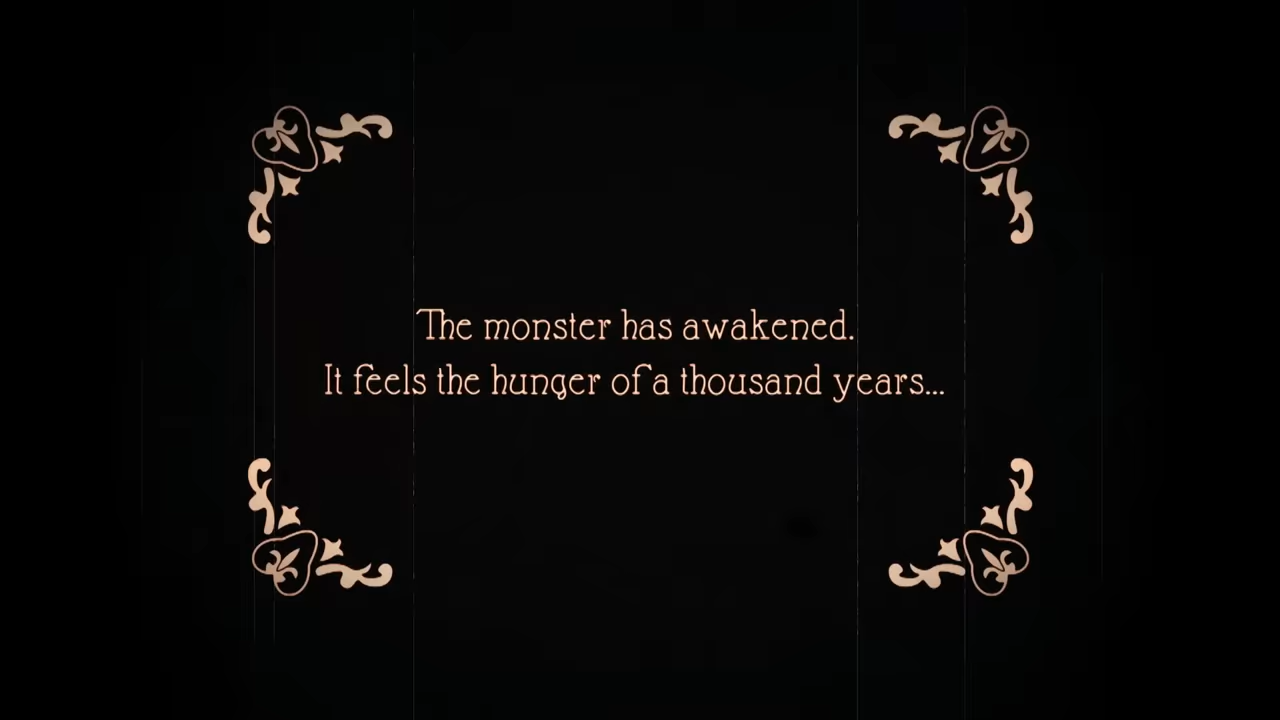 The monster has awakened.
It feels the hunger of a thousand years...